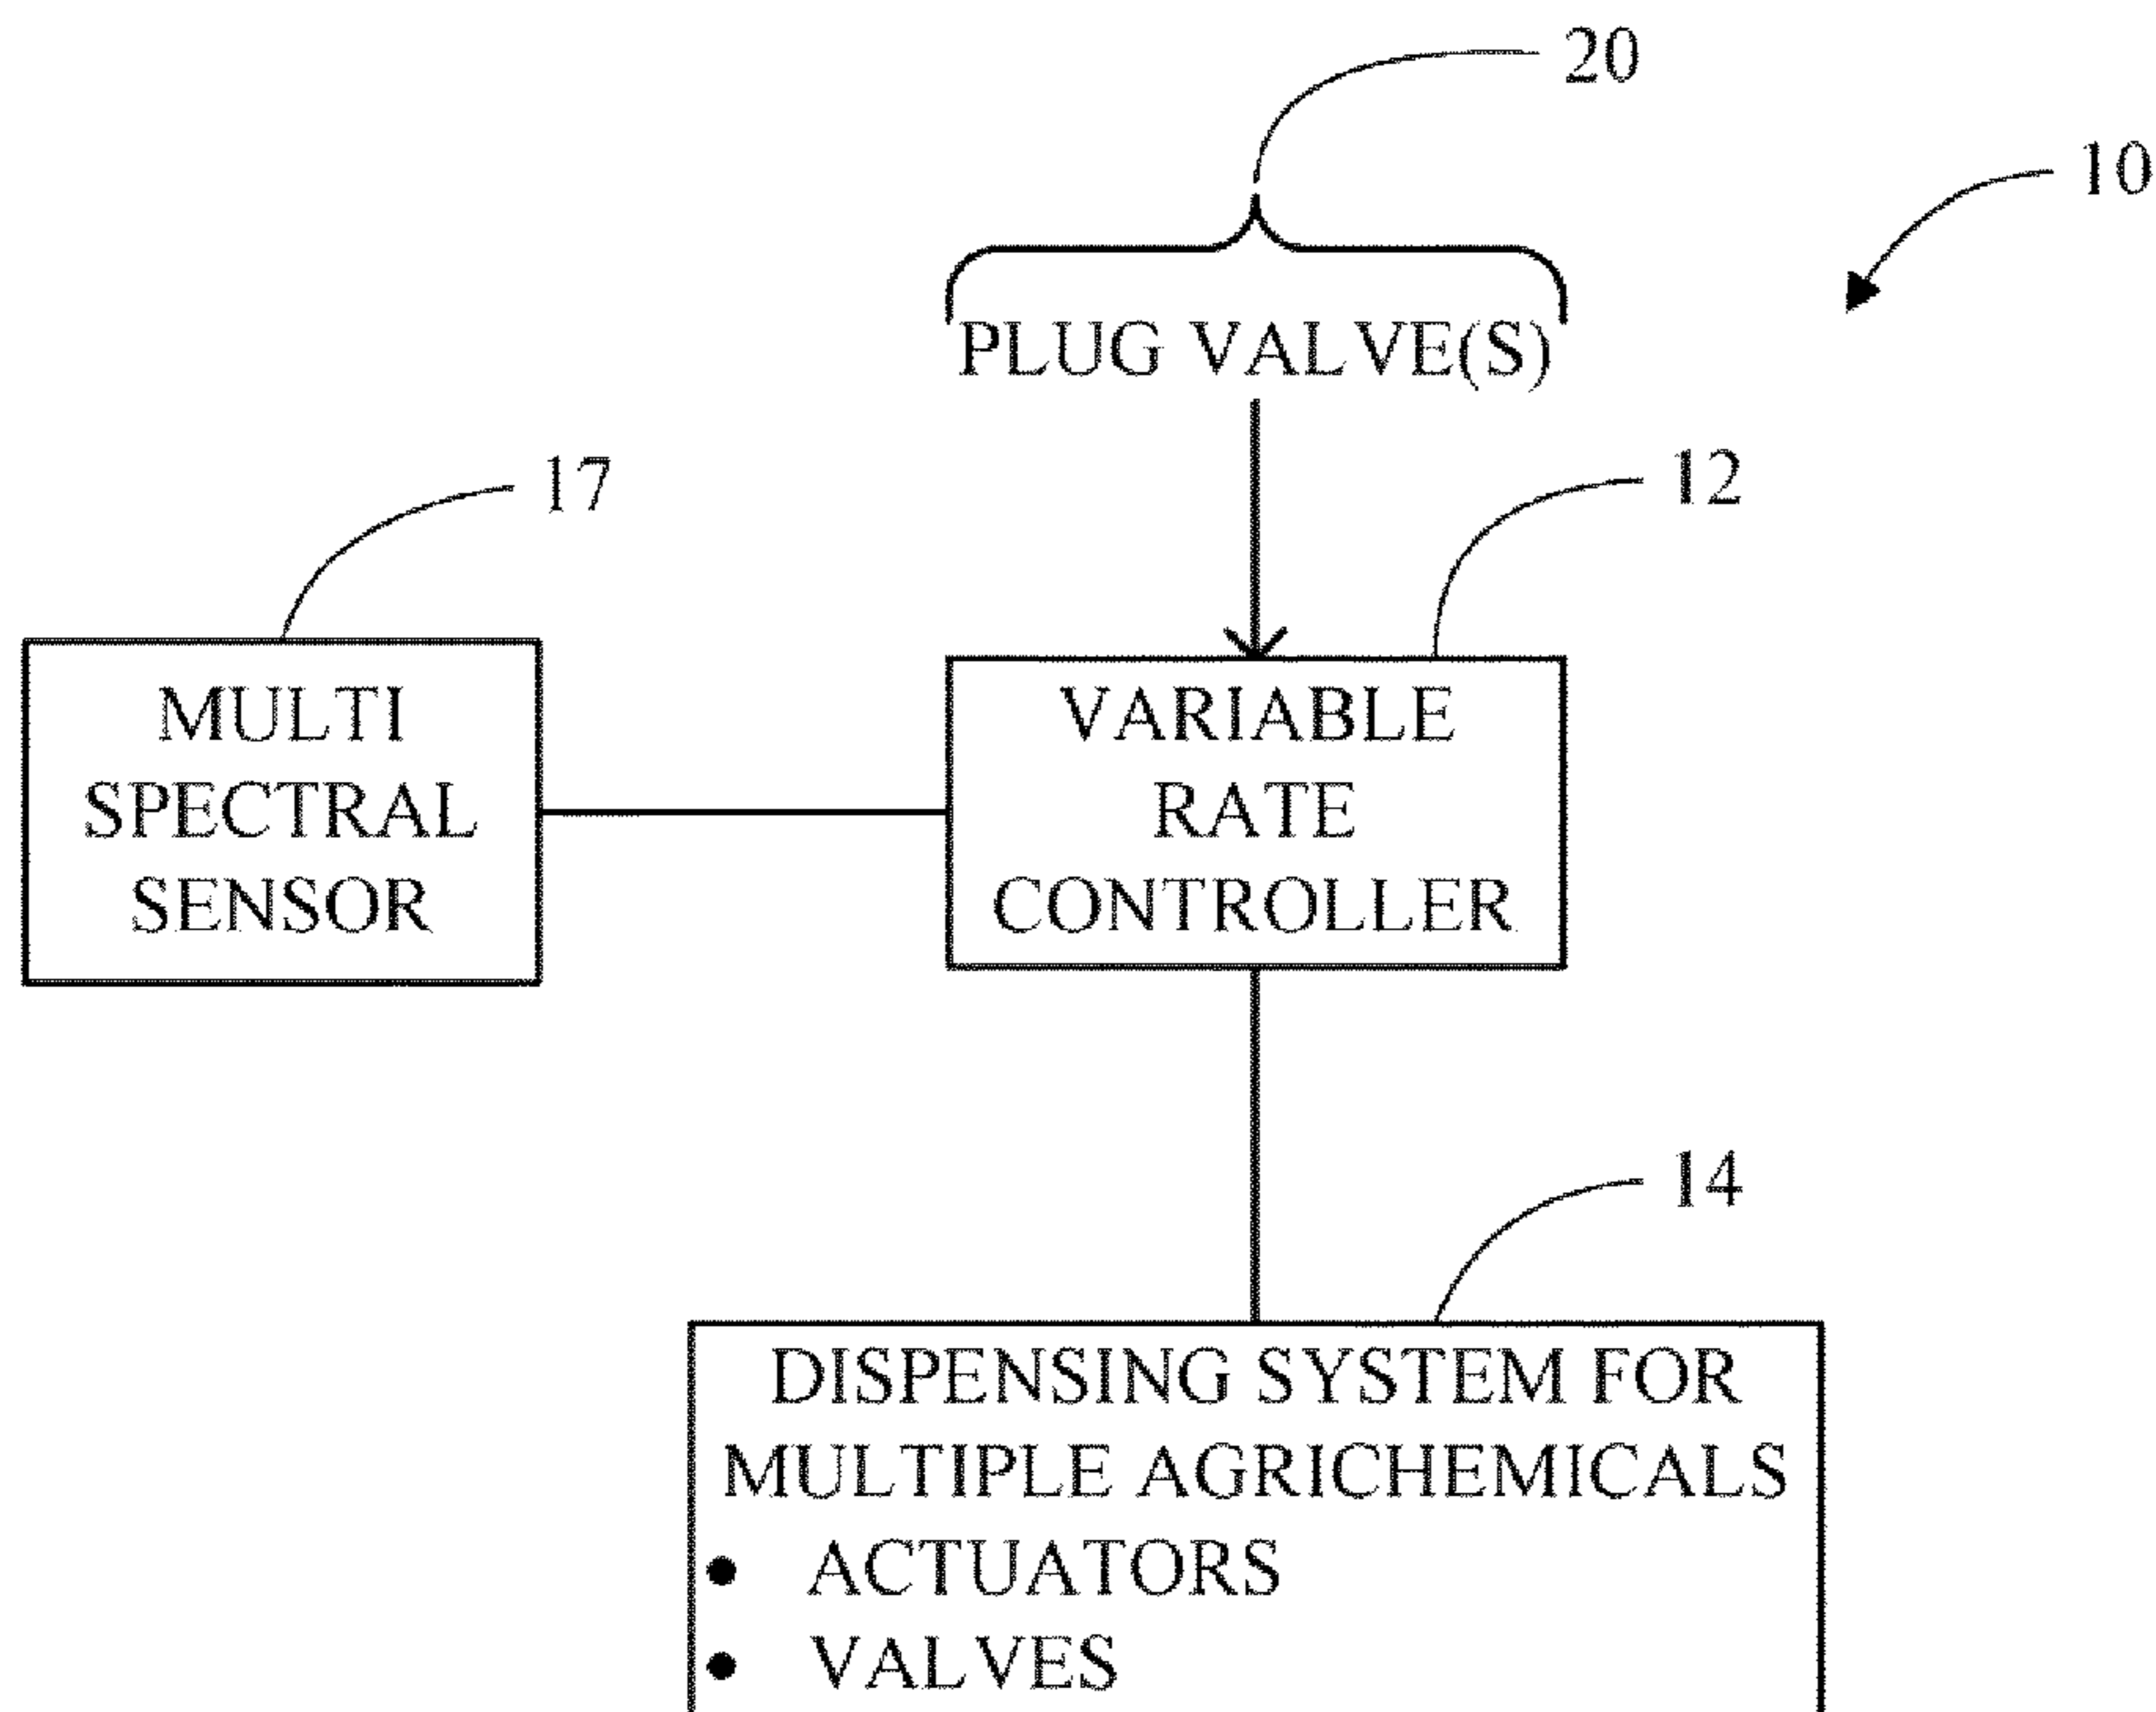 20
10
PLUG VALVE(S)
17
12
MULTI
SPECTRAL
SENSOR
VARIABLE
RATE
CONTROLLER
14
DISPENSING SYSTEM FOR
MULTIPLE AGRICHEMICALS
• ACTUATORS
• VALVES